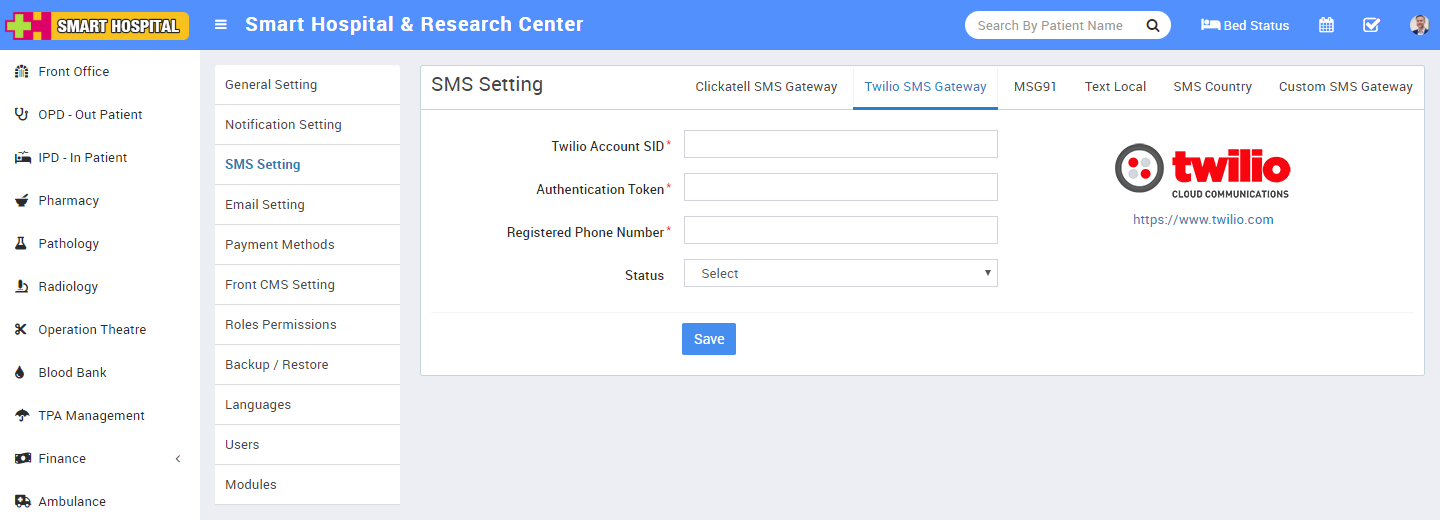 SMART HOSPITAL
Smart Hospital & Research Center
Search By Patient Name
Bed Status
Front Office
OPD - Out Patient
IPD - In Patient
Pharmacy
Pathology
Radiology
Operation Theatre
Blood Bank
TPA Management
Finance
Ambulance
General Setting
Notification Setting
SMS Setting
Email Setting
Payment Methods
Front CMS Setting
Roles Permissions
Backup / Restore
Languages
Users
Modules
SMS Setting
Clickatell SMS Gateway
Twilio SMS Gateway
MSG91
Text Local
SMS Country
Custom SMS Gateway
Twilio Account SID*
Authentication Token*
Registered Phone Number*
Status
Select
Save
twilio
CLOUD COMMUNICATIONS
https://www.twilio.com